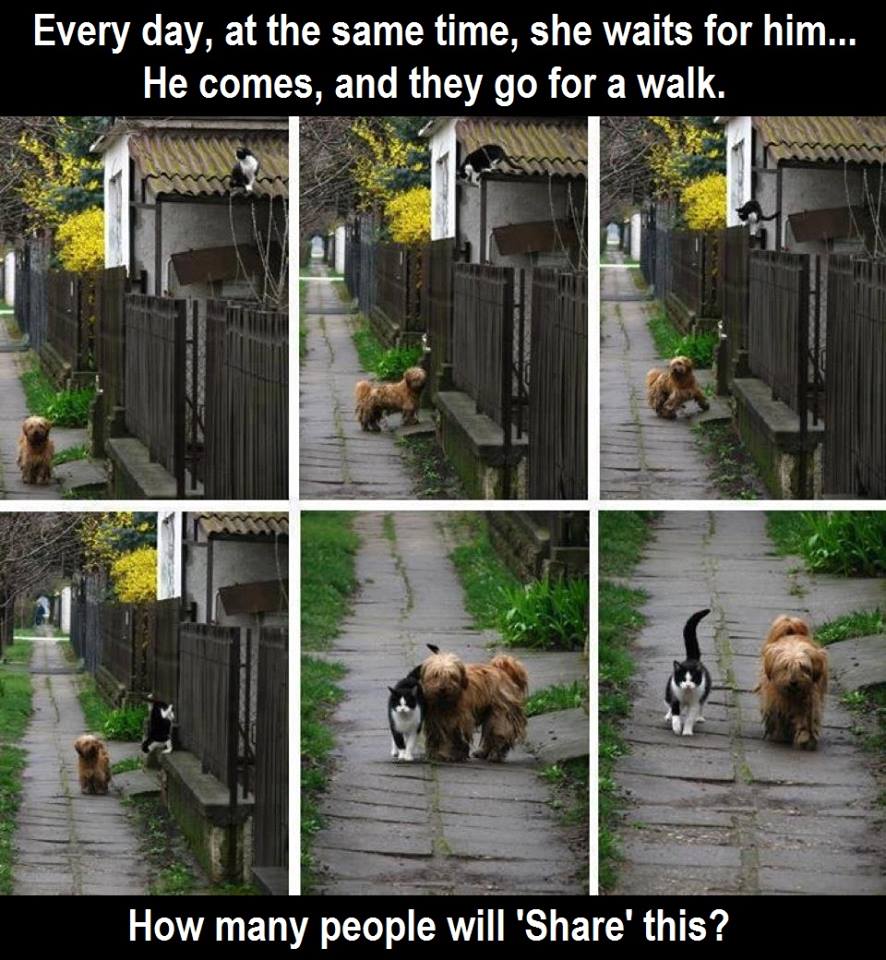 Every day, at the same time, she waits for him...
He comes, and they go for a walk.
How many people will 'Share' this?